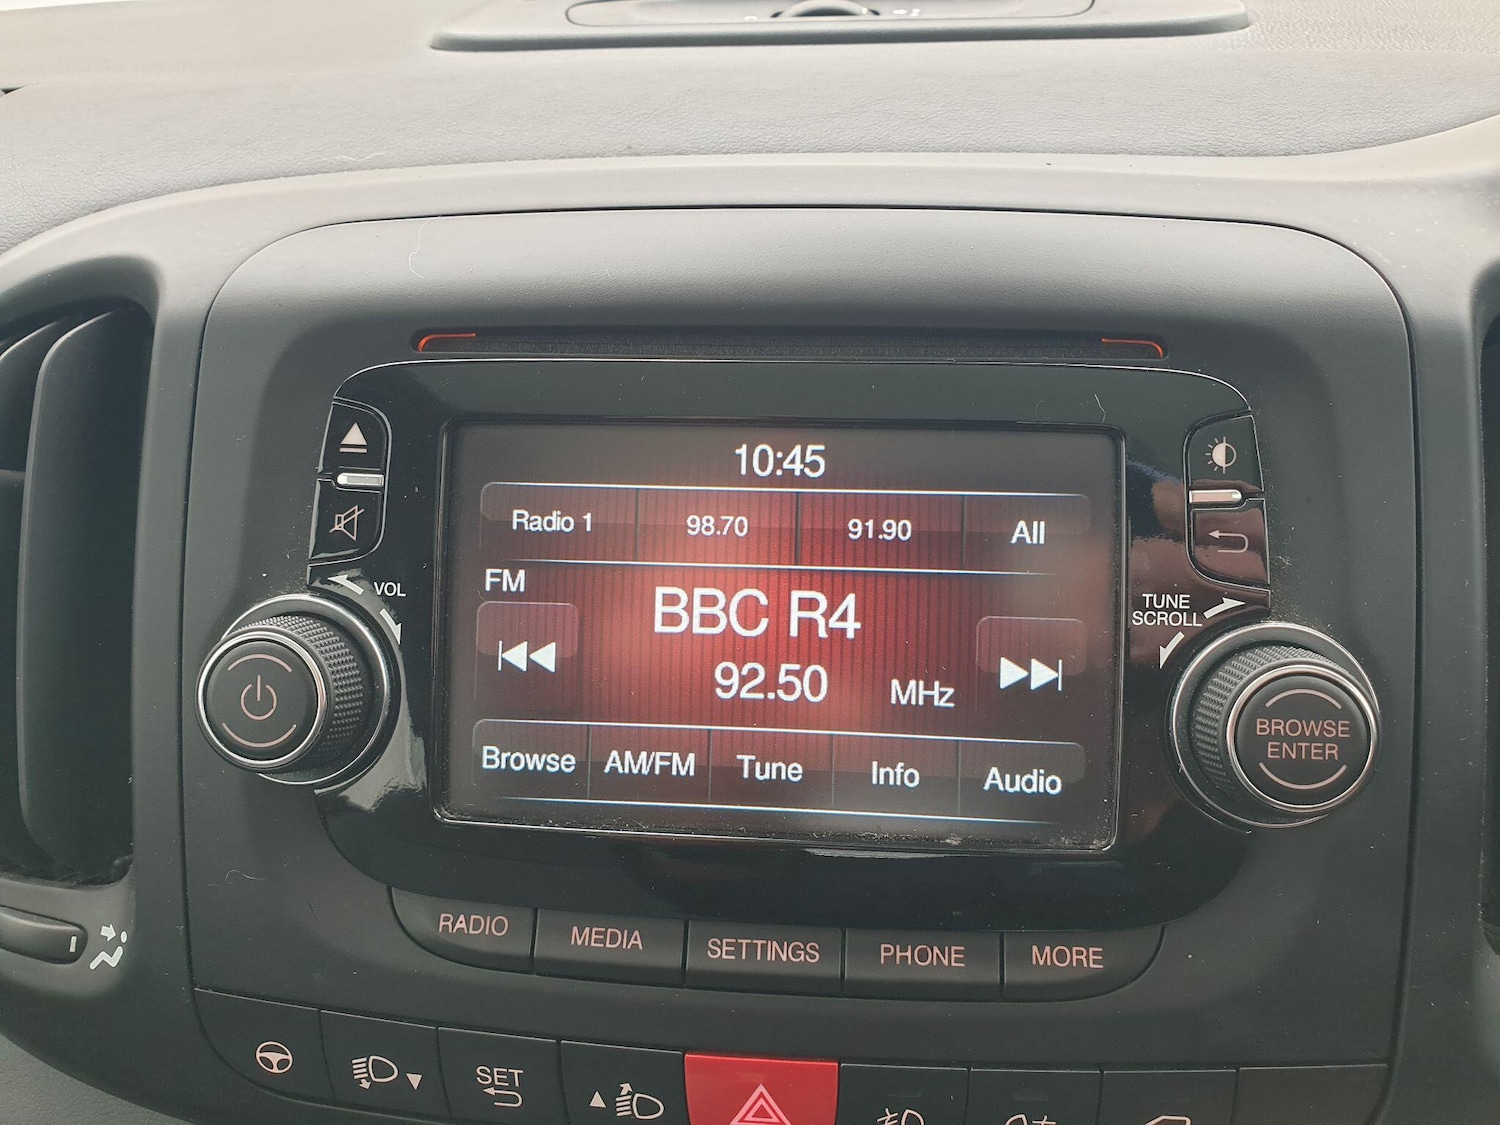 10:45
Radio 1 98.70 91.90 All
FM
BBC R4
92.50 MHz
Browse AM/FM Tune Info Audio
VOL
TUNE
SCROLL
BROWSE
ENTER
RADIO MEDIA SETTINGS PHONE MORE
SET